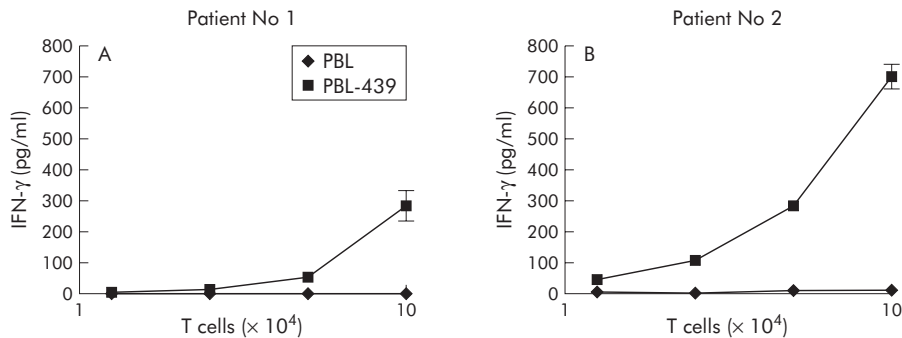 Patient No 1
A
800
700
600
500
400
300
200
100
0
IFN-γ (pg/ml)
PBL
PBL-439
1
10
T cells (× 10⁴)
Patient No 2
B
800
700
600
500
400
300
200
100
0
IFN-γ (pg/ml)
1
10
T cells (× 10⁴)